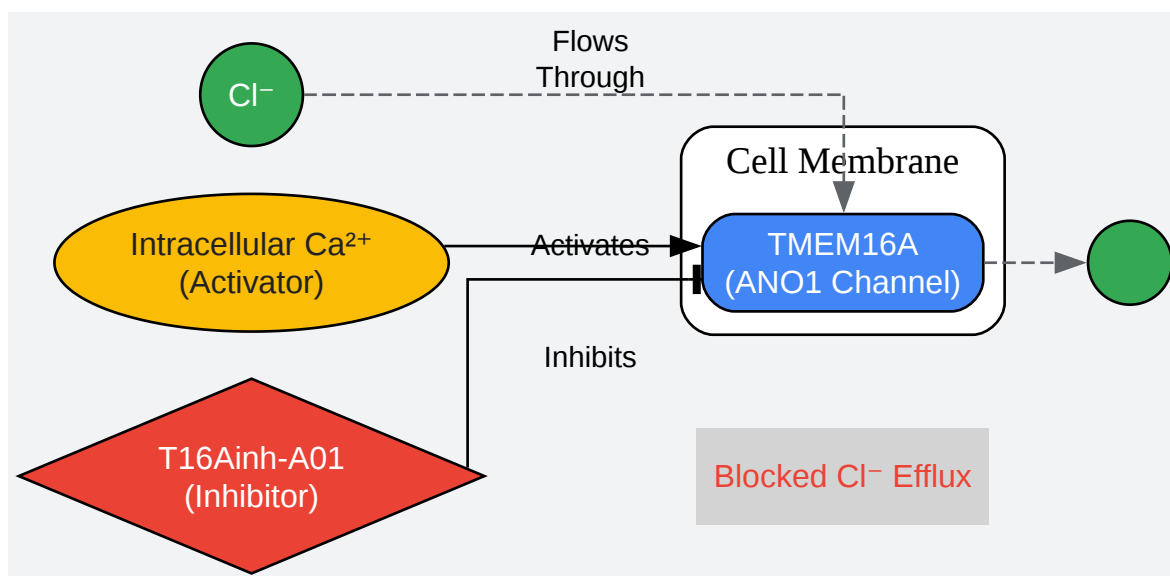 Flows
Through
Cl⁻
Cell Membrane
Intracellular Ca²⁺
(Activator)
Activates
TMEM16A
(ANO1 Channel)
Inhibits
T16Ainh-A01
(Inhibitor)
Blocked Cl⁻ Efflux